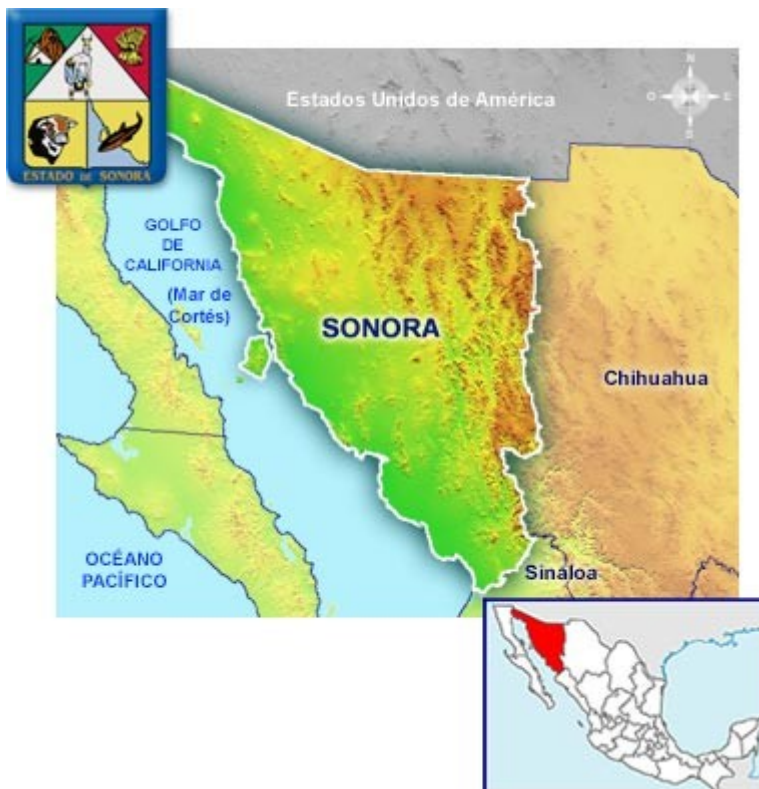 ESTADO DE SONORA
Estados Unidos de América
N
O
E
S
GOLFO
DE
CALIFORNIA
(Mar de
Cortés)
SONORA
Chihuahua
OCÉANO
PACÍFICO
Sinaloa